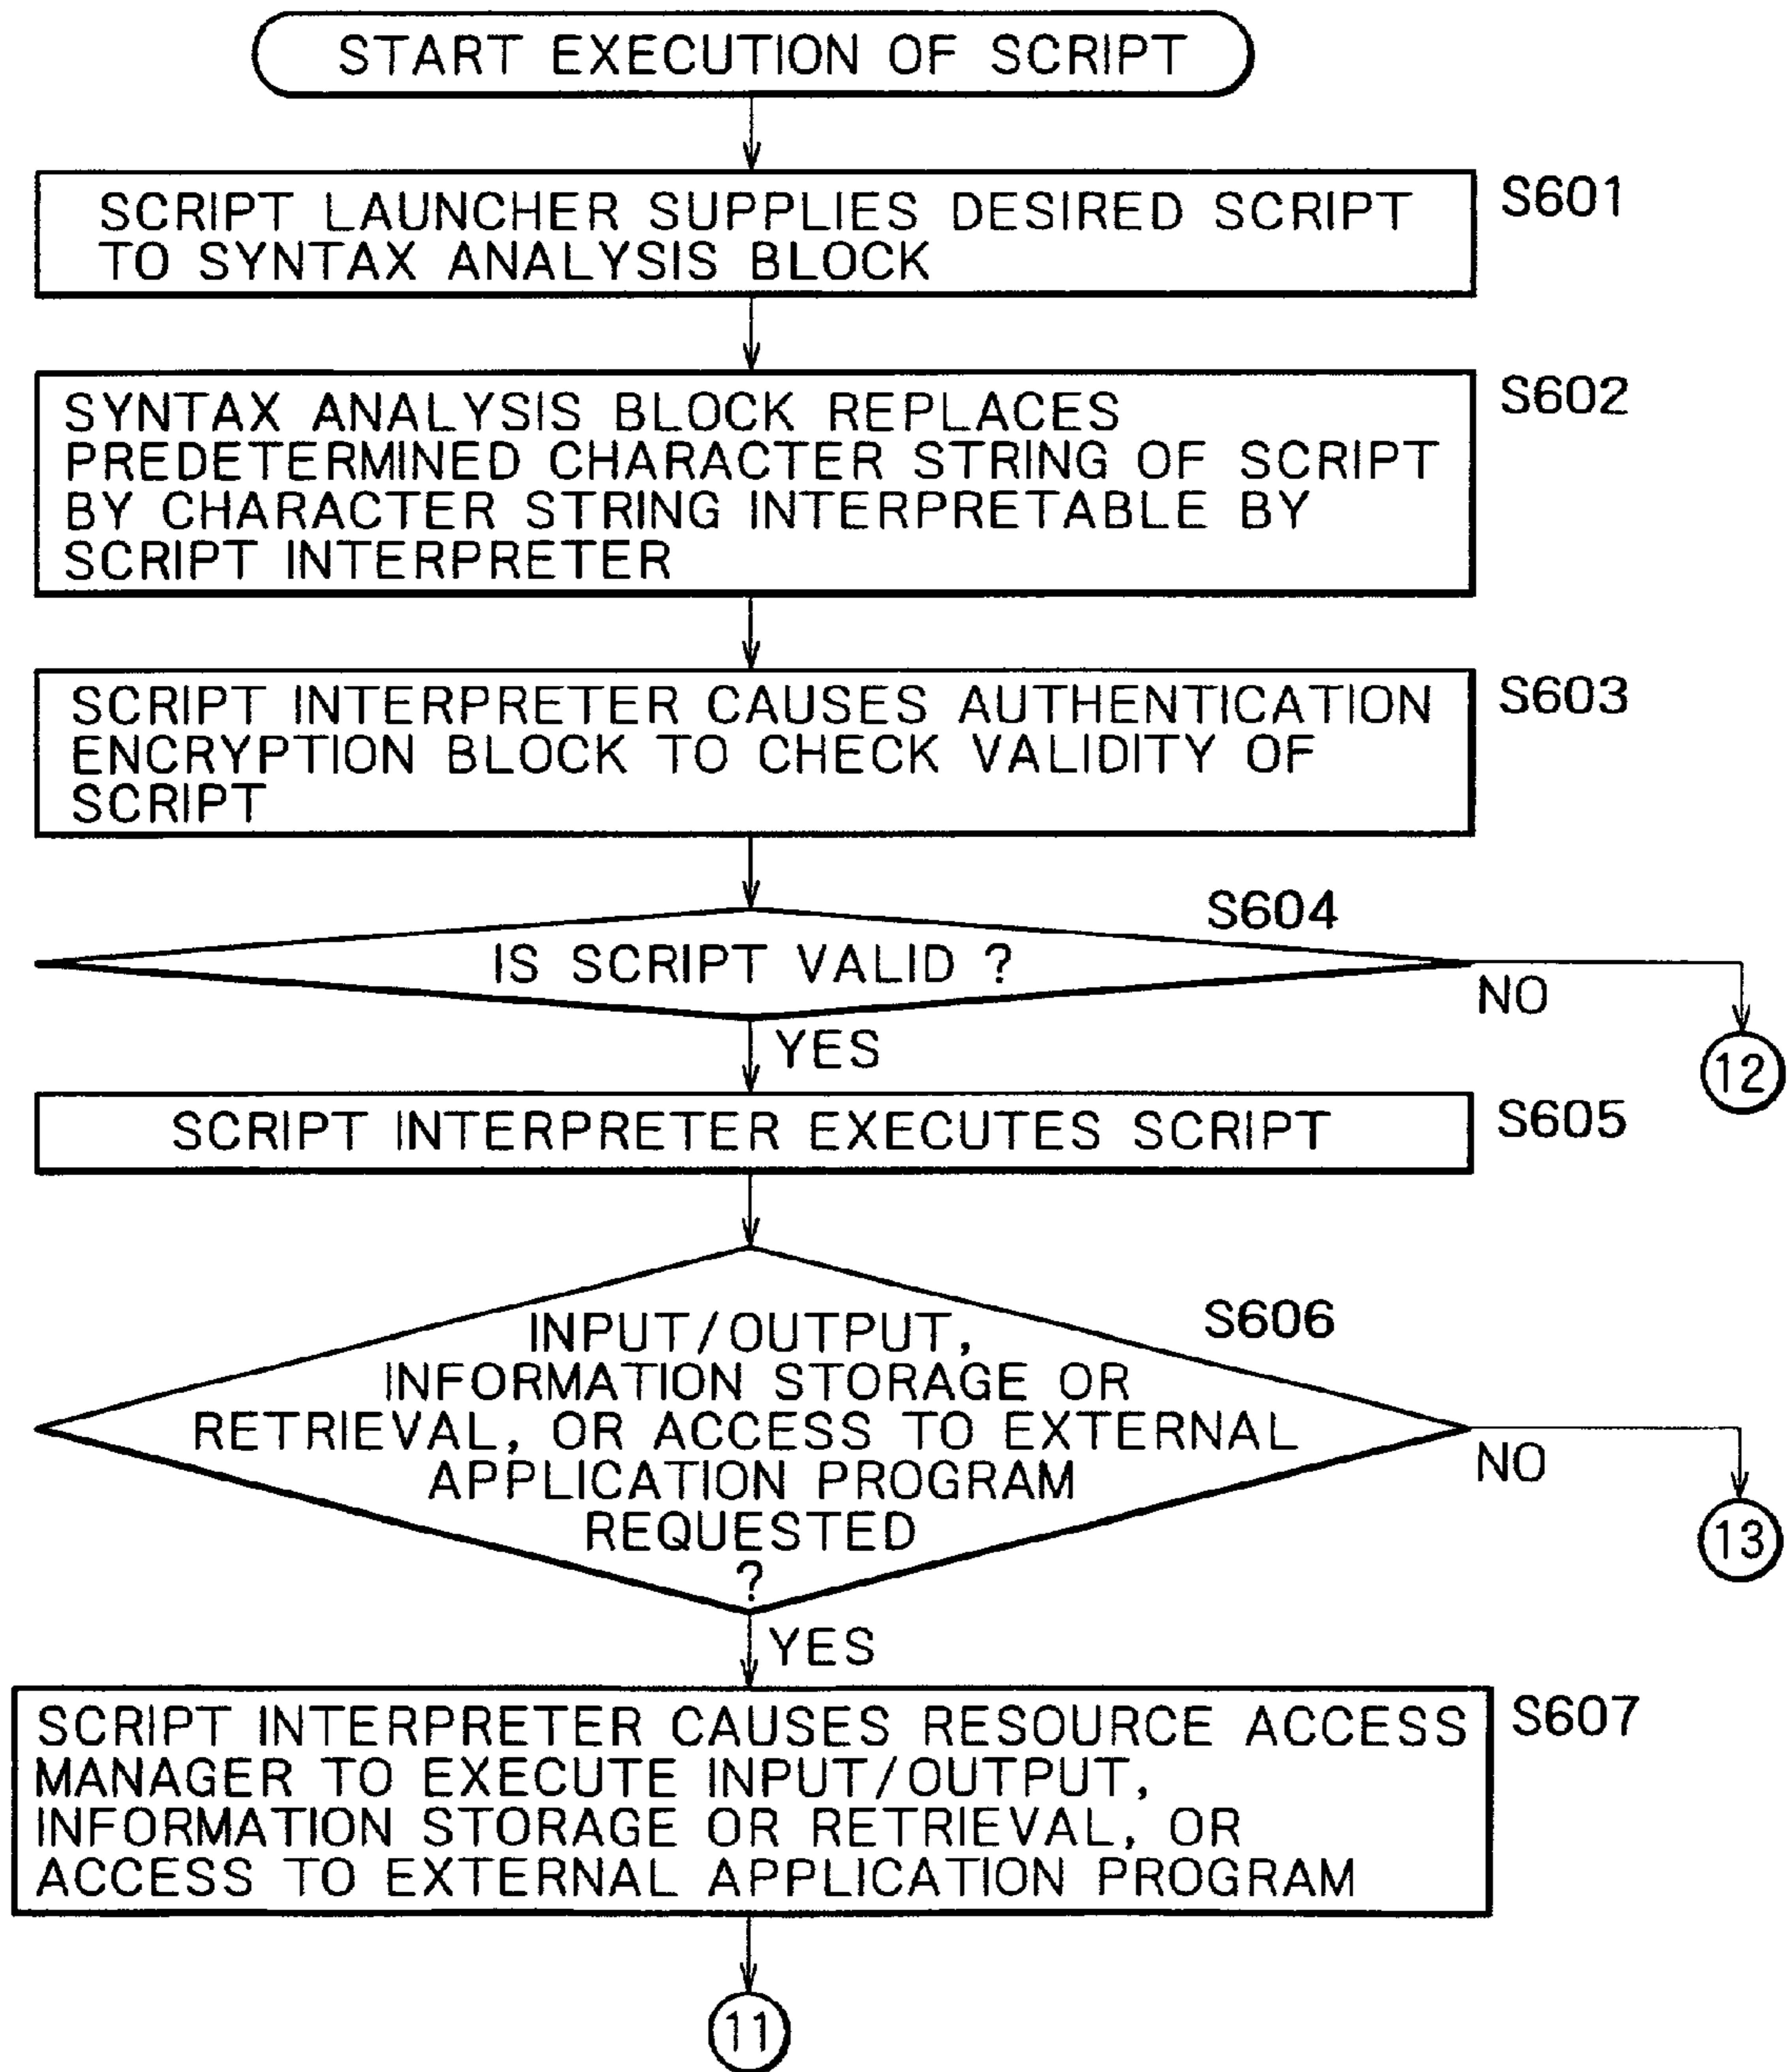 START EXECUTION OF SCRIPT
SCRIPT LAUNCHER SUPPLIES DESIRED SCRIPT
TO SYNTAX ANALYSIS BLOCK
S601
SYNTAX ANALYSIS BLOCK REPLACES
PREDETERMINED CHARACTER STRING OF SCRIPT
BY CHARACTER STRING INTERPRETABLE BY
SCRIPT INTERPRETER
S602
SCRIPT INTERPRETER CAUSES AUTHENTICATION
ENCRYPTION BLOCK TO CHECK VALIDITY OF
SCRIPT
S603
S604
IS SCRIPT VALID ?
NO
12
YES
SCRIPT INTERPRETER EXECUTES SCRIPT
S605
S606
INPUT/OUTPUT,
INFORMATION STORAGE OR
RETRIEVAL, OR ACCESS TO EXTERNAL
APPLICATION PROGRAM
REQUESTED
?
NO
13
YES
SCRIPT INTERPRETER CAUSES RESOURCE ACCESS
MANAGER TO EXECUTE INPUT/OUTPUT,
INFORMATION STORAGE OR RETRIEVAL, OR
ACCESS TO EXTERNAL APPLICATION PROGRAM
S607
11